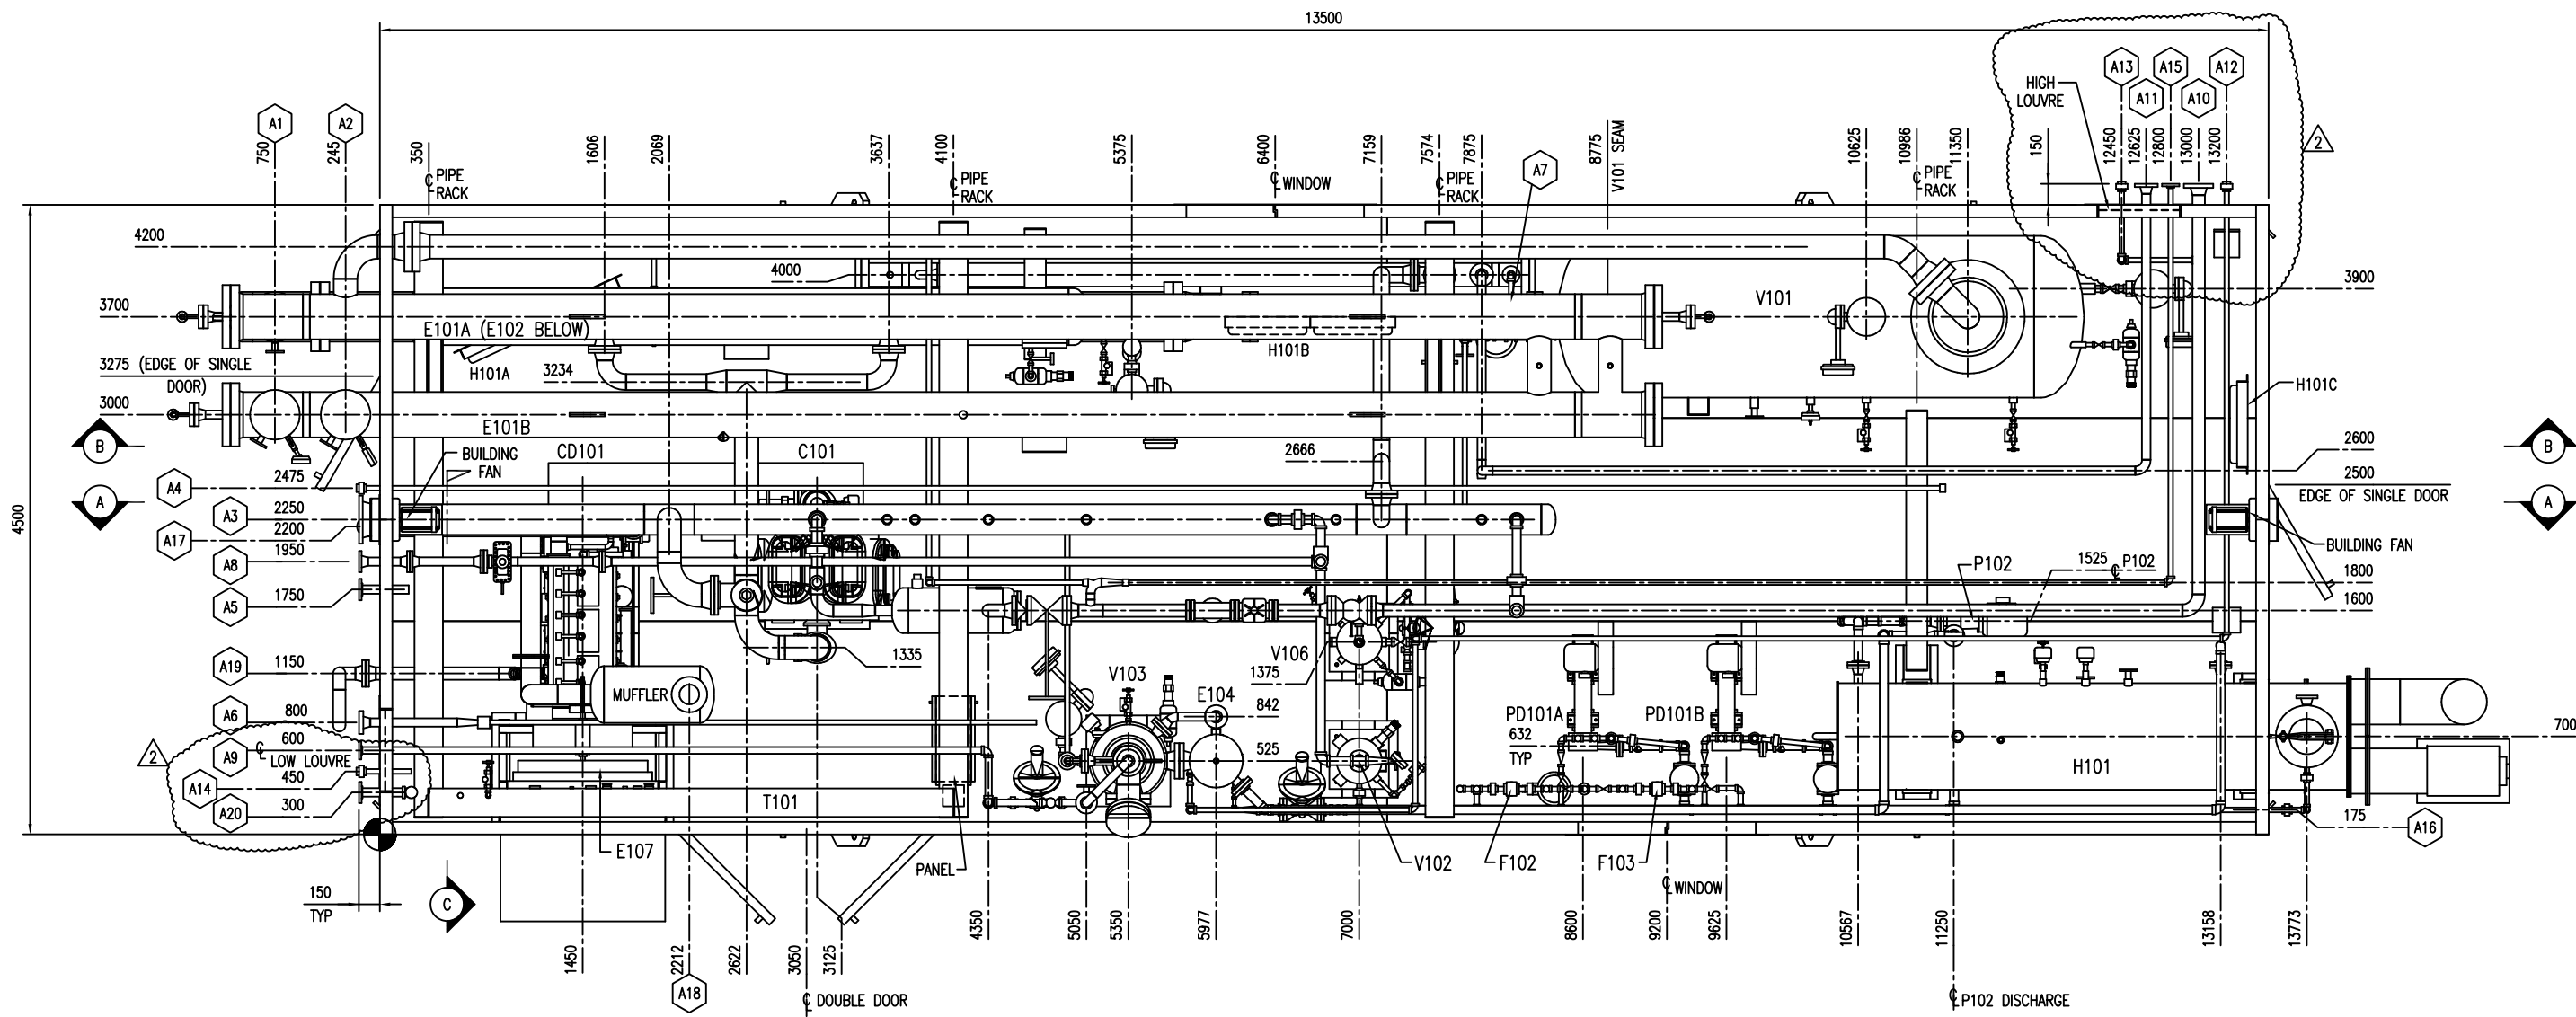 13500
A13
A15
A12
HIGH
LOUVRE
A11
A10
A1
A2
750
245
350
1606
2069
3637
4100
5375
6400
7159
7574
7875
A7
8775
V101 SEAM
10625
10986
11350
150
12450
12625
12800
13000
13200
2
℄ PIPE
RACK
℄ PIPE
RACK
℄ WINDOW
℄ PIPE
RACK
℄ PIPE
RACK
4500
4200
4000
3900
3700
V101
E101A (E102 BELOW)
H101B
3275 (EDGE OF SINGLE
DOOR)
H101A
3234
H101C
3000
E101B
B
BUILDING
FAN
CD101
C101
2666
2600
B
A4
2475
2500
EDGE OF SINGLE DOOR
A
A3
2250
A
A17
2200
BUILDING FAN
A8
1950
P102
1525 ℄ P102
1800
A5
1750
1600
1335
V106
A19
1150
V103
1375
MUFFLER
E104
A6
800
842
PD101A
PD101B
632
TYP
700
2
A9
℄ 600
LOW LOUVRE
525
A14
450
H101
A20
300
T101
175
A16
E107
PANEL
V102
F102
F103
150
TYP
C
℄ WINDOW
4350
5050
5350
5977
7000
8600
9200
9625
10567
11250
13158
13773
1450
2212
2622
3050
3125
A18
℄ DOUBLE DOOR
℄ P102 DISCHARGE